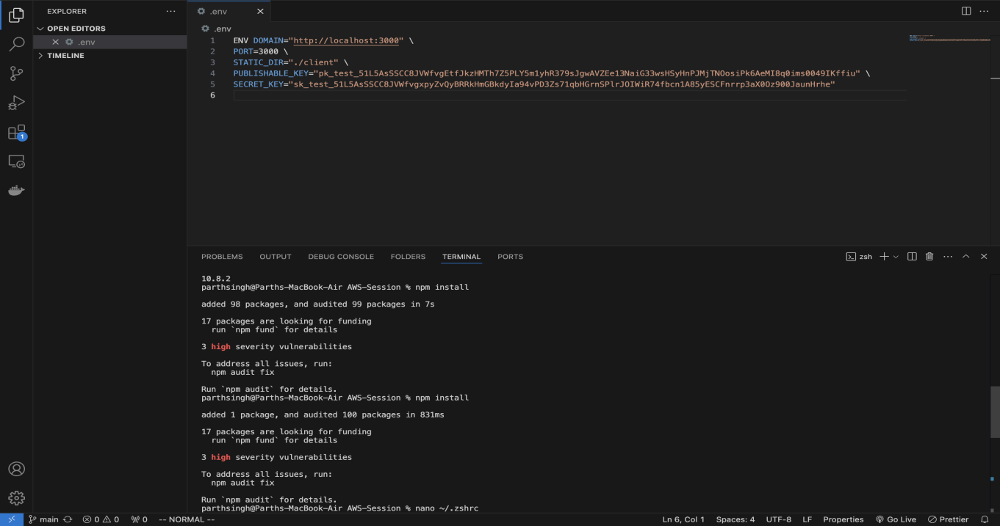 EXPLORER
OPEN EDITORS
.env
TIMELINE
1
.env
.env
1 ENV DOMAIN="http://localhost:3000" \
2 PORT=3000 \
3 STATIC_DIR="./client" \
4 PUBLISHABLE_KEY="pk_test_51L5AsSSCC8JVWfvgEtfJkzHMTh7Z5PLY5m1yhR379sJgwAVZEe13NaiG33wsHSyHnPJMjTNOosiPk6AeMI8q0ims0049IKffiu" \
5 SECRET_KEY="sk_test_51L5AsSSCC8JVWfvgxpyZvQyBRRkHmGBkdyIa94vPD3Zs71qbHGrnSPlrJOIWiR74fbcn1A85yESCFnrrp3aX0Oz900JaunHrhe"
6
PROBLEMS OUTPUT DEBUG CONSOLE FOLDERS TERMINAL PORTS
zsh
10.8.2
parthsingh@Parths-MacBook-Air AWS-Session % npm install
added 98 packages, and audited 99 packages in 7s
17 packages are looking for funding
run `npm fund` for details
3 high severity vulnerabilities
To address all issues, run:
npm audit fix
Run `npm audit` for details.
parthsingh@Parths-MacBook-Air AWS-Session % npm install
added 1 package, and audited 100 packages in 831ms
17 packages are looking for funding
run `npm fund` for details
3 high severity vulnerabilities
To address all issues, run:
npm audit fix
Run `npm audit` for details.
parthsingh@Parths-MacBook-Air AWS-Session % nano ~/.zshrc
main 0 0 0 -- NORMAL -- Ln 6, Col 1 Spaces: 4 UTF-8 LF Properties Go Live Prettier